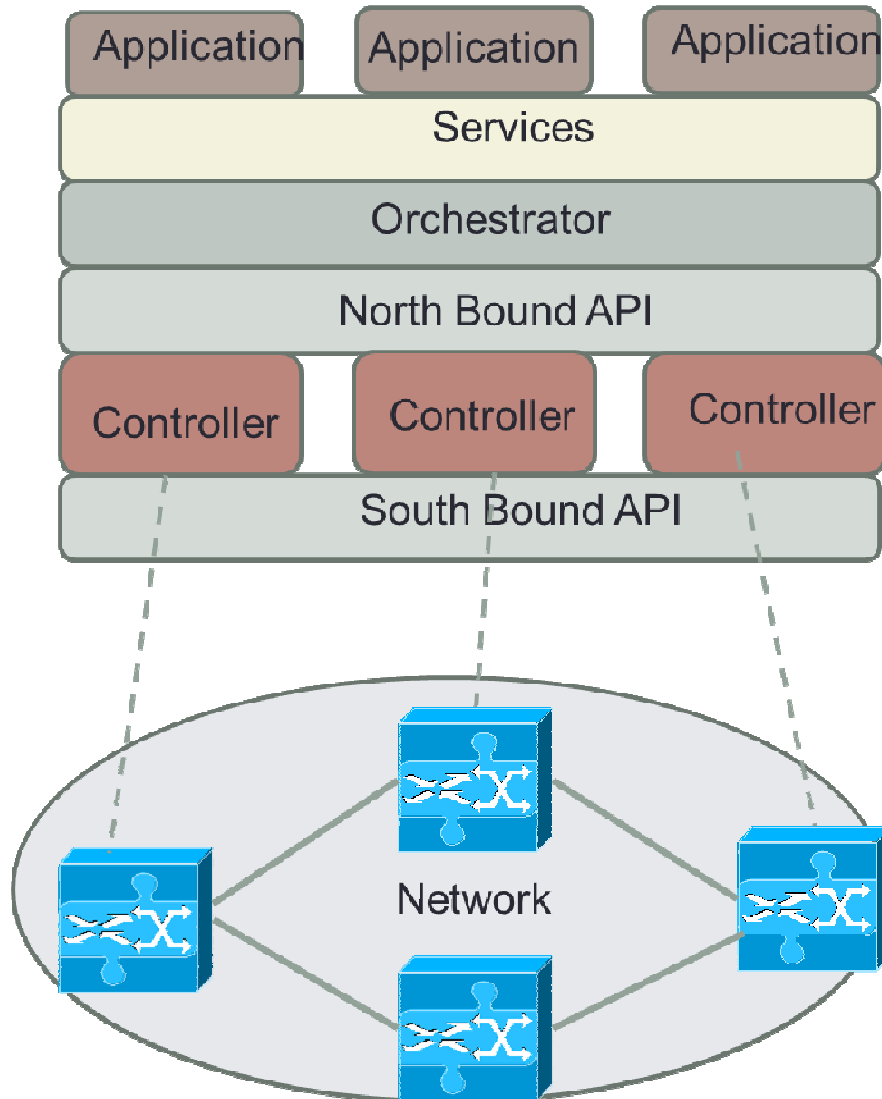 Application Application Application
Services
Orchestrator
North Bound API
Controller Controller Controller
South Bound API
Network